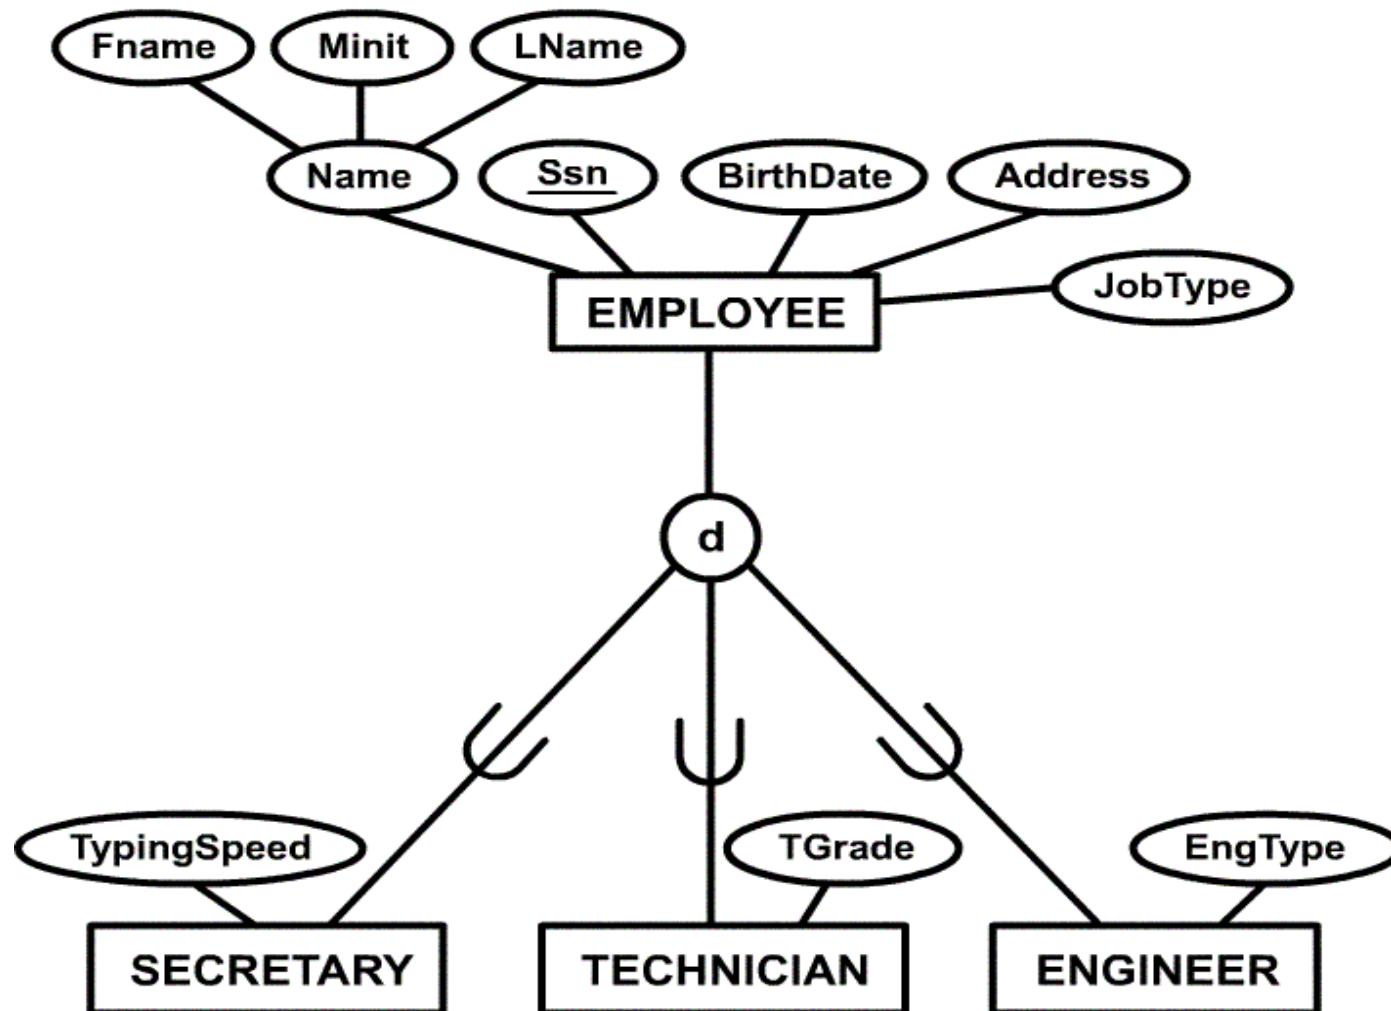 Fname Minit LName
Name Ssn BirthDate Address
JobType
EMPLOYEE
d
TypingSpeed TGrade EngType
SECRETARY TECHNICIAN ENGINEER